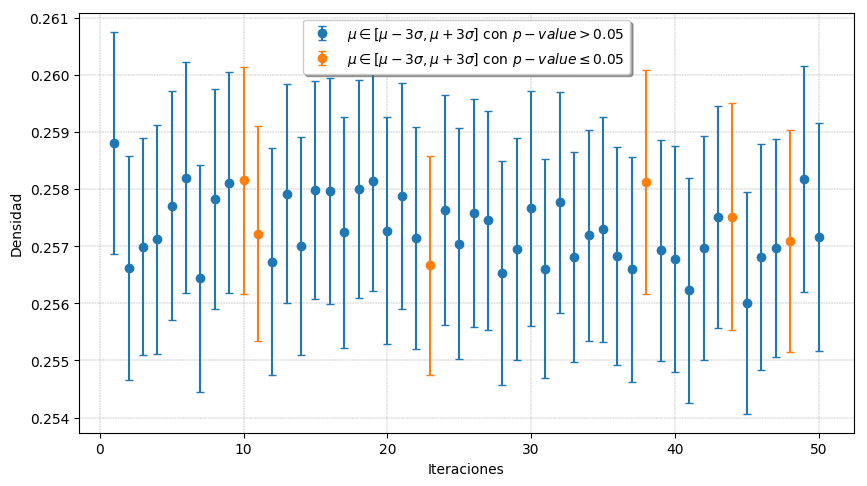 0.261
0.260
0.259
0.258
0.257
0.256
0.255
0.254
Densidad
μ ∈ [μ − 3σ, μ + 3σ] con p − value > 0.05
μ ∈ [μ − 3σ, μ + 3σ] con p − value ≤ 0.05
0 10 20 30 40 50
Iteraciones